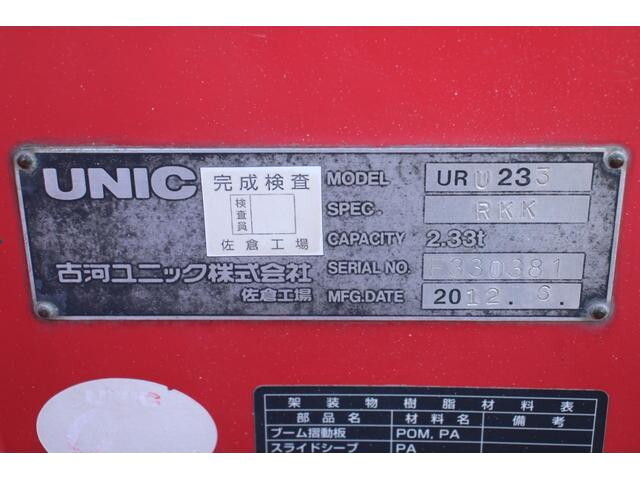 UNIC
完成検査
検査員
佐倉工場
古河ユニック株式会社
佐倉工場
MODEL URU233
SPEC. RKK
CAPACITY 2.33t
SERIAL NO. F330381
MFG.DATE 2012.6.
架装物樹脂材料表
部品名 材料名 備考
ブーム摺動板 POM, PA
スライドシーブ PA